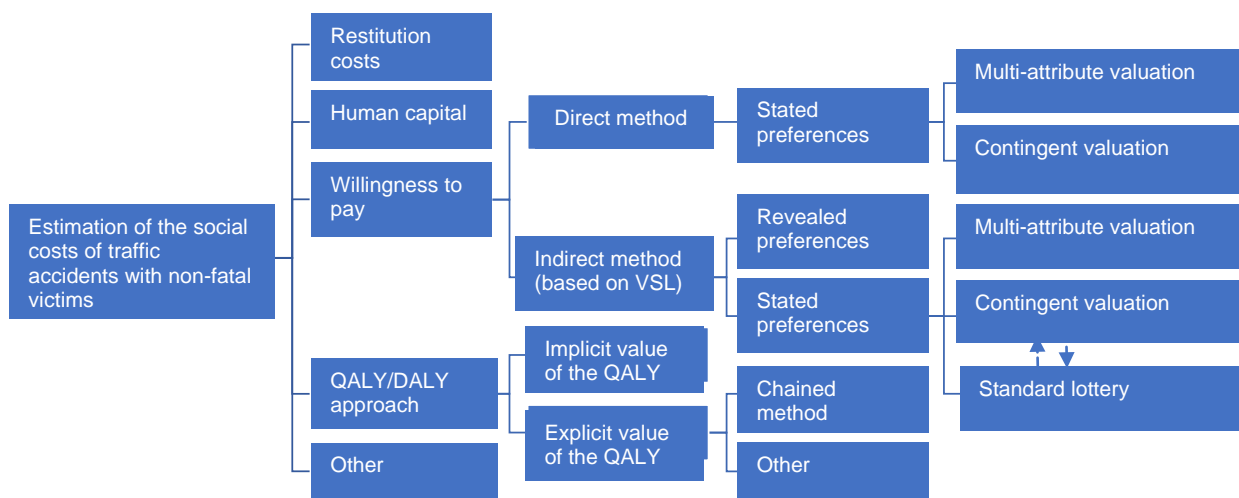 Estimation of the social
costs of traffic
accidents with non-fatal
victims
Restitution
costs
Human capital
Willingness to
pay
QALY/DALY
approach
Other
Direct method
Indirect method
(based on VSL)
Implicit value
of the QALY
Explicit value
of the QALY
Stated
preferences
Revealed
preferences
Stated
preferences
Chained
method
Other
Multi-attribute valuation
Contingent valuation
Multi-attribute valuation
Contingent valuation
Standard lottery